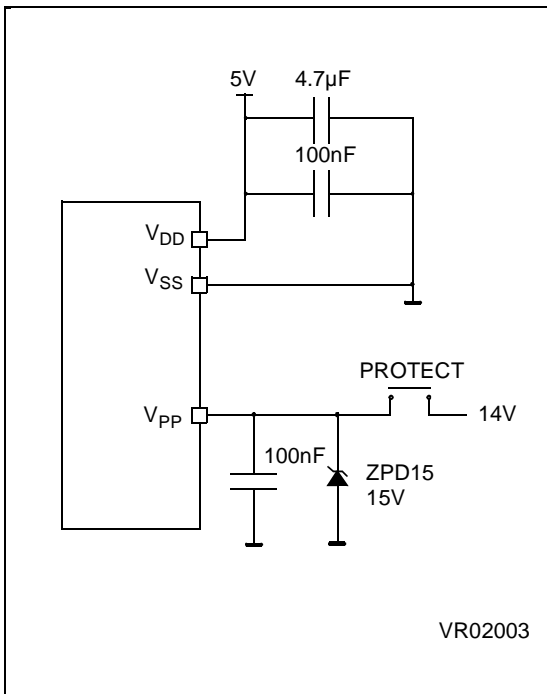 5V
4.7µF
100nF
VDD
VSS
PROTECT
VPP
14V
100nF
ZPD15
15V
VR02003